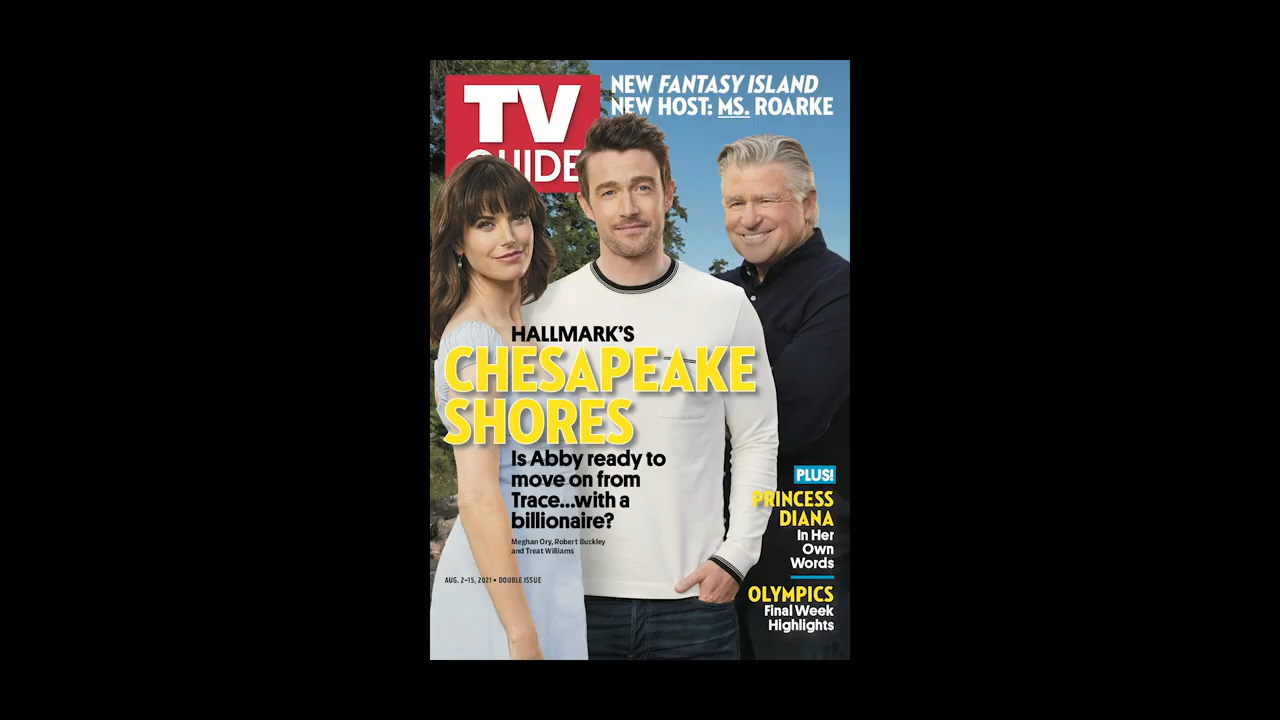 TV
GUIDE
NEW FANTASY ISLAND
NEW HOST: MS. ROARKE
HALLMARK'S
CHESAPEAKE
SHORES
Is Abby ready to
move on from
Trace...with a
billionaire?
Meghan Ory, Robert Buckley
and Treat Williams
AUG. 2–15, 2021 • DOUBLE ISSUE
PLUS!
PRINCESS
DIANA
In Her
Own
Words
OLYMPICS
Final Week
Highlights